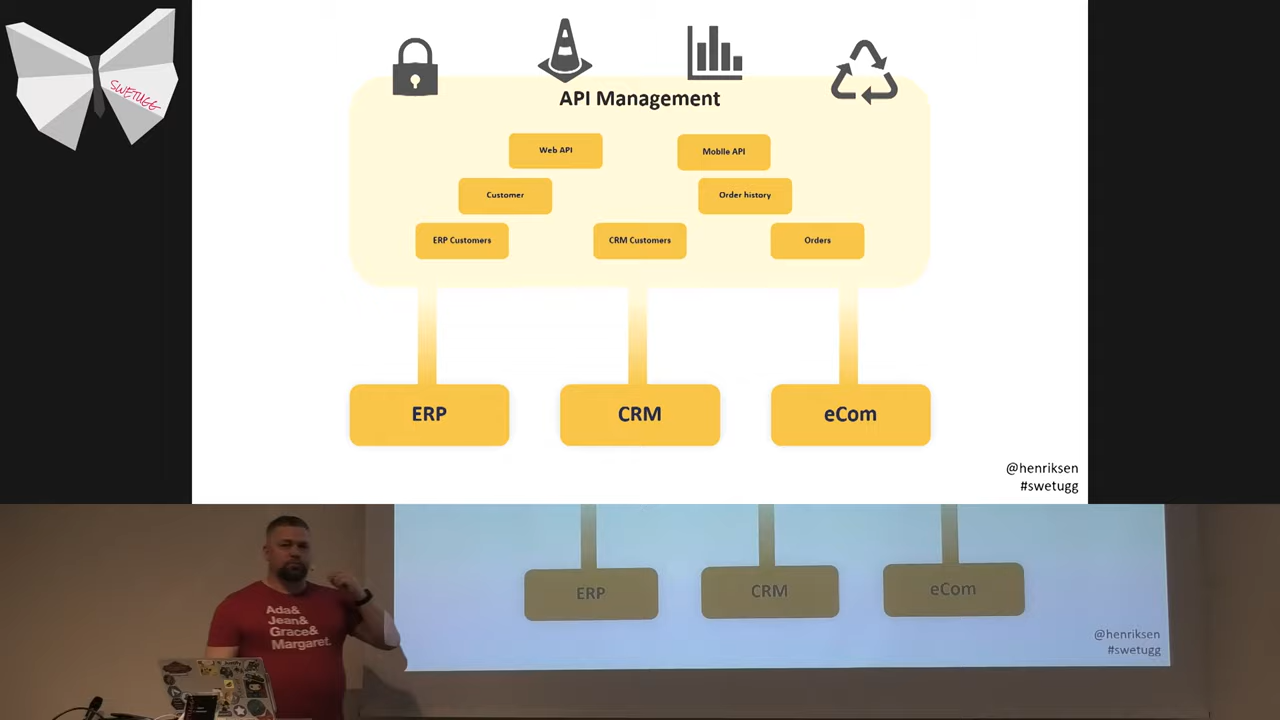 SWETUGG
API Management
Web API
Mobile API
Customer
Order history
ERP Customers
CRM Customers
Orders
ERP
CRM
eCom
@henriksen
#swetugg
Ada&
Jean&
Grace&
Margaret.
ERP
CRM
eCom
@henriksen
#swetugg